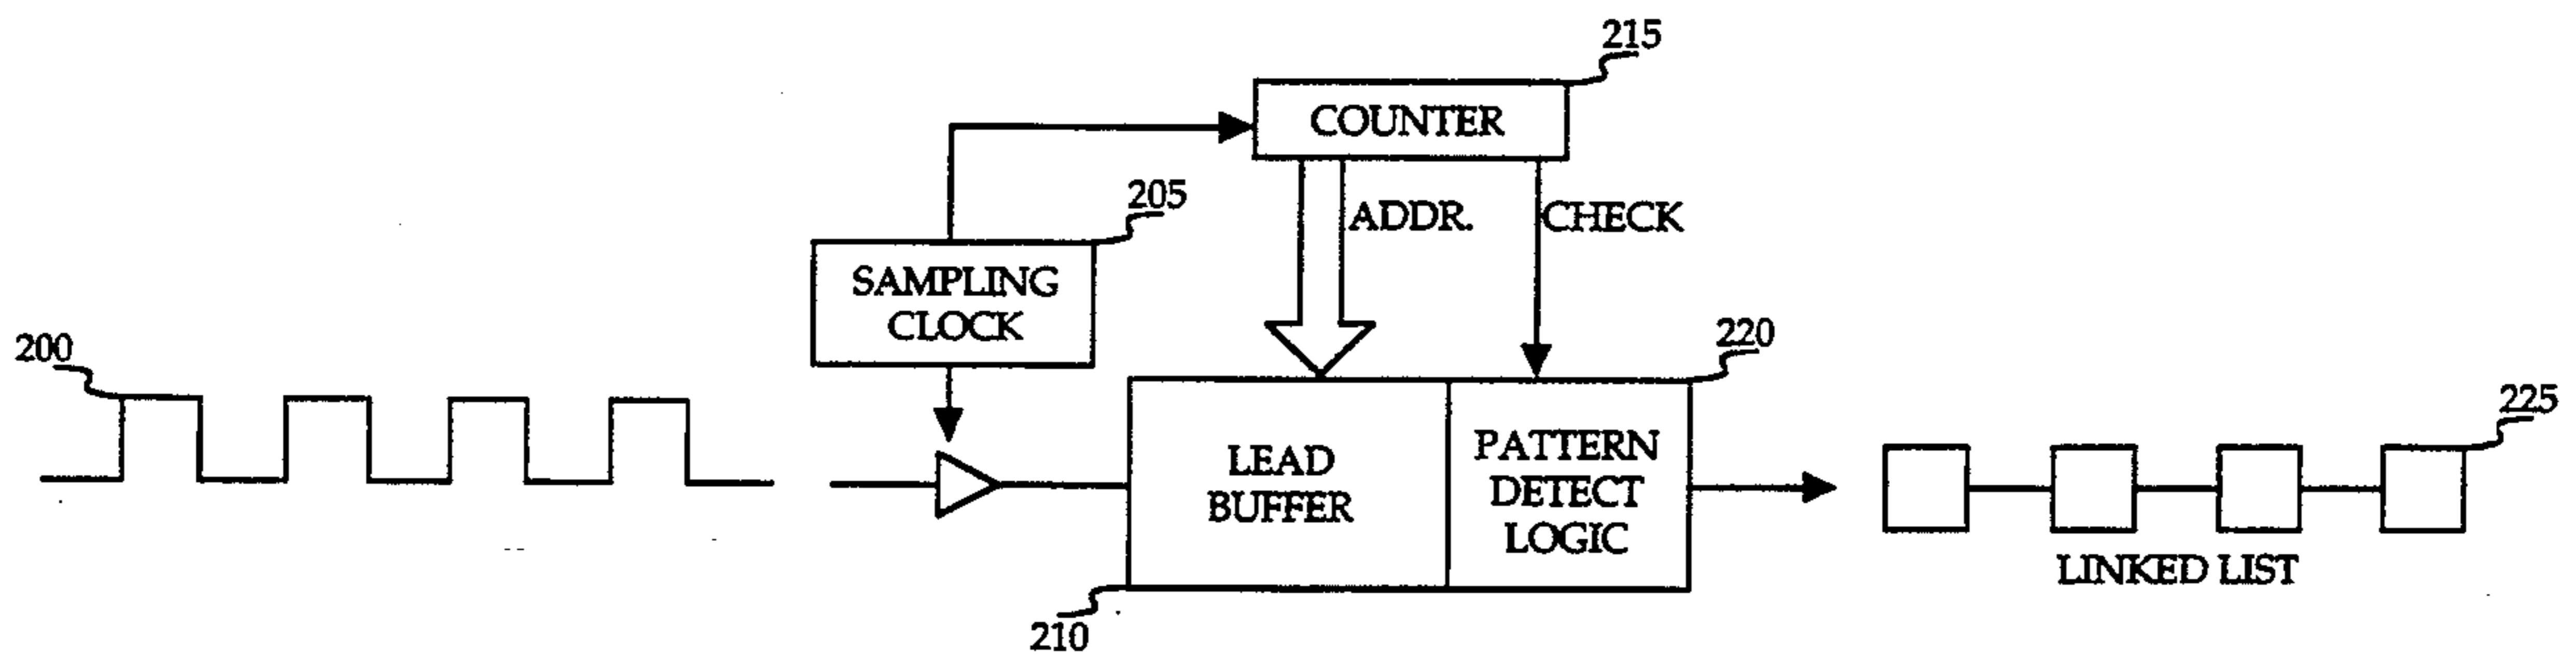 215
COUNTER
205
ADDR.
CHECK
SAMPLING
CLOCK
200
220
225
LEAD
BUFFER
PATTERN
DETECT
LOGIC
LINKED LIST
210